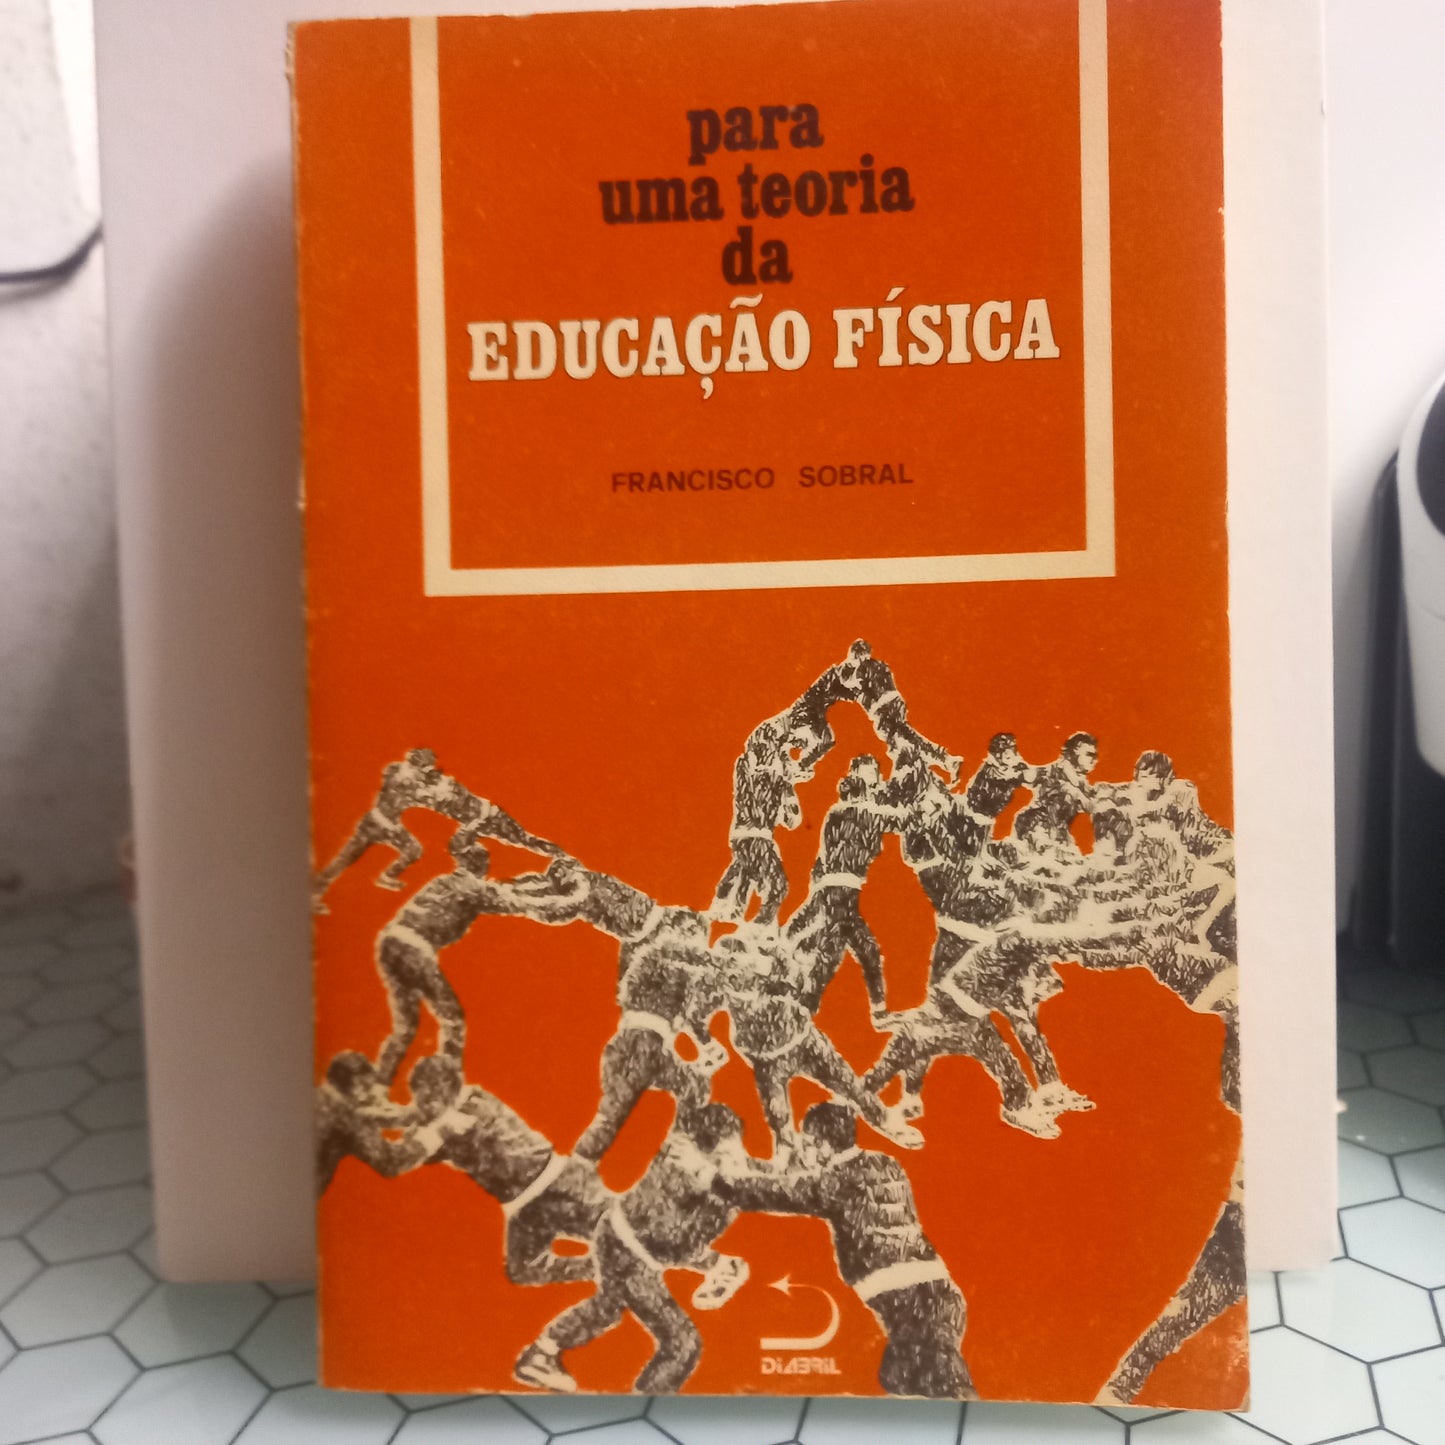 para
uma teoria
da
EDUCAÇÃO FÍSICA
FRANCISCO SOBRAL
DIABRIL